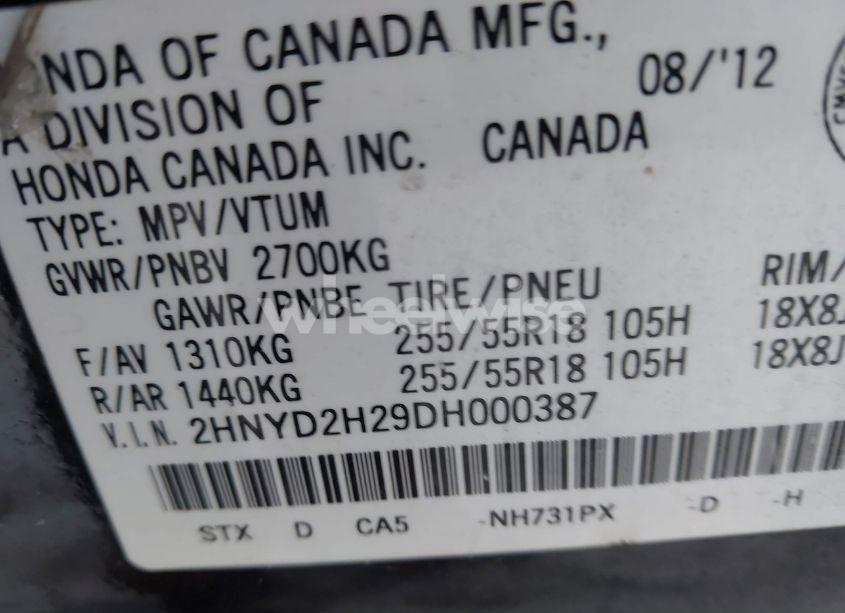 NDA OF CANADA MFG.,
08/'12
A DIVISION OF
HONDA CANADA INC. CANADA
TYPE: MPV/VTUM
GVWR/PNBV 2700KG
GAWR/PNBE TIRE/PNEU RIM/
F/AV 1310KG 255/55R18 105H 18X8J
R/AR 1440KG 255/55R18 105H 18X8J
V.I.N. 2HNYD2H29DH000387
STX D CA5 -NH731PX -D -H
wheelwise
CMVS